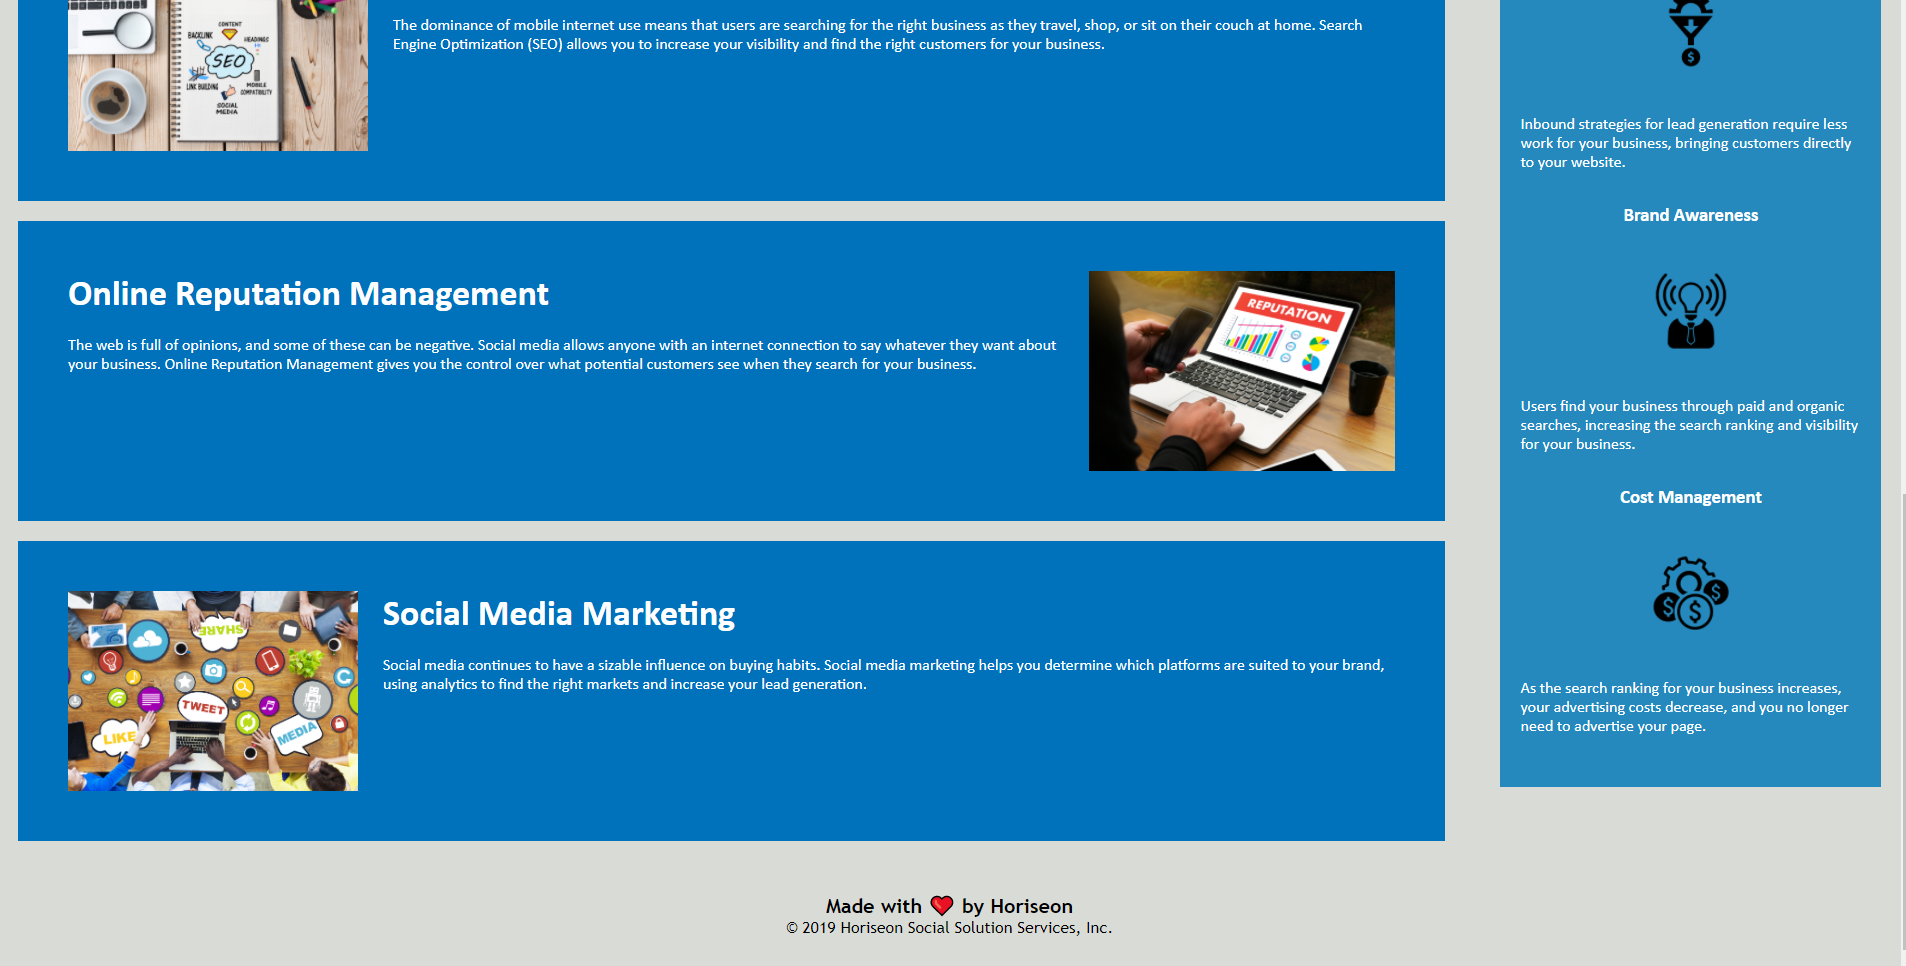 The dominance of mobile internet use means that users are searching for the right business as they travel, shop, or sit on their couch at home. Search
Engine Optimization (SEO) allows you to increase your visibility and find the right customers for your business.
CONTENT
BACKLINK
HEADINGS
SEO
LINK BUILDING
MOBILE
COMPATIBILITY
SOCIAL
MEDIA
Online Reputation Management
The web is full of opinions, and some of these can be negative. Social media allows anyone with an internet connection to say whatever they want about
your business. Online Reputation Management gives you the control over what potential customers see when they search for your business.
REPUTATION
Social Media Marketing
Social media continues to have a sizable influence on buying habits. Social media marketing helps you determine which platforms are suited to your brand,
using analytics to find the right markets and increase your lead generation.
SHARE
TWEET
LIKE
MEDIA
$
Inbound strategies for lead generation require less
work for your business, bringing customers directly
to your website.
Brand Awareness
Users find your business through paid and organic
searches, increasing the search ranking and visibility
for your business.
Cost Management
$ $ $
As the search ranking for your business increases,
your advertising costs decrease, and you no longer
need to advertise your page.
Made with ❤️ by Horiseon
© 2019 Horiseon Social Solution Services, Inc.